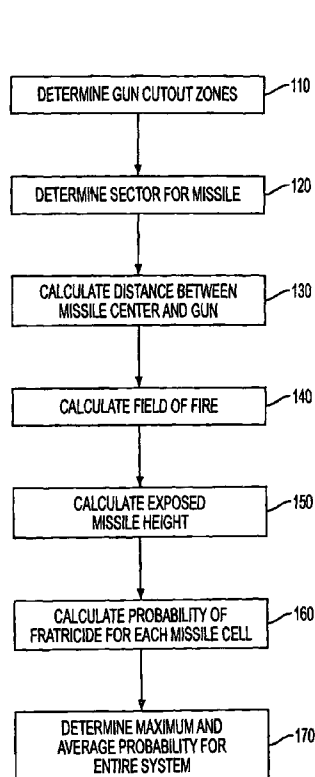 DETERMINE GUN CUTOUT ZONES
110
DETERMINE SECTOR FOR MISSILE
120
CALCULATE DISTANCE BETWEEN
MISSILE CENTER AND GUN
130
CALCULATE FIELD OF FIRE
140
CALCULATE EXPOSED
MISSILE HEIGHT
150
CALCULATE PROBABILITY OF
FRATRICIDE FOR EACH MISSILE CELL
160
DETERMINE MAXIMUM AND
AVERAGE PROBABILITY FOR
ENTIRE SYSTEM
170